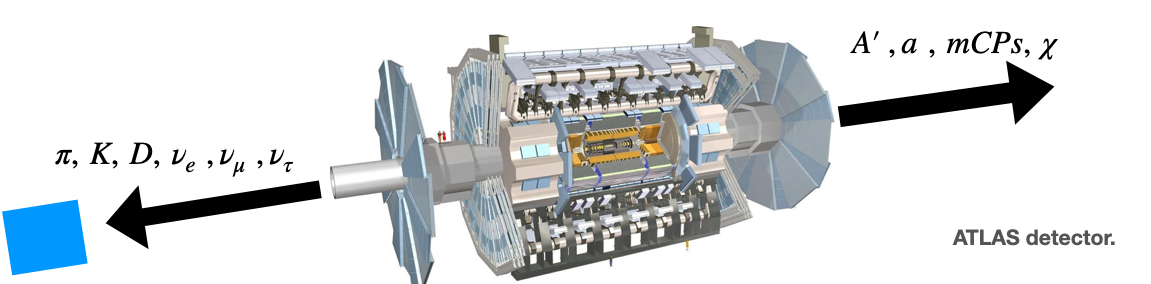 A′ , a , mCPs, χ
π, K, D, ν_e , ν_μ , ν_τ
ATLAS detector.